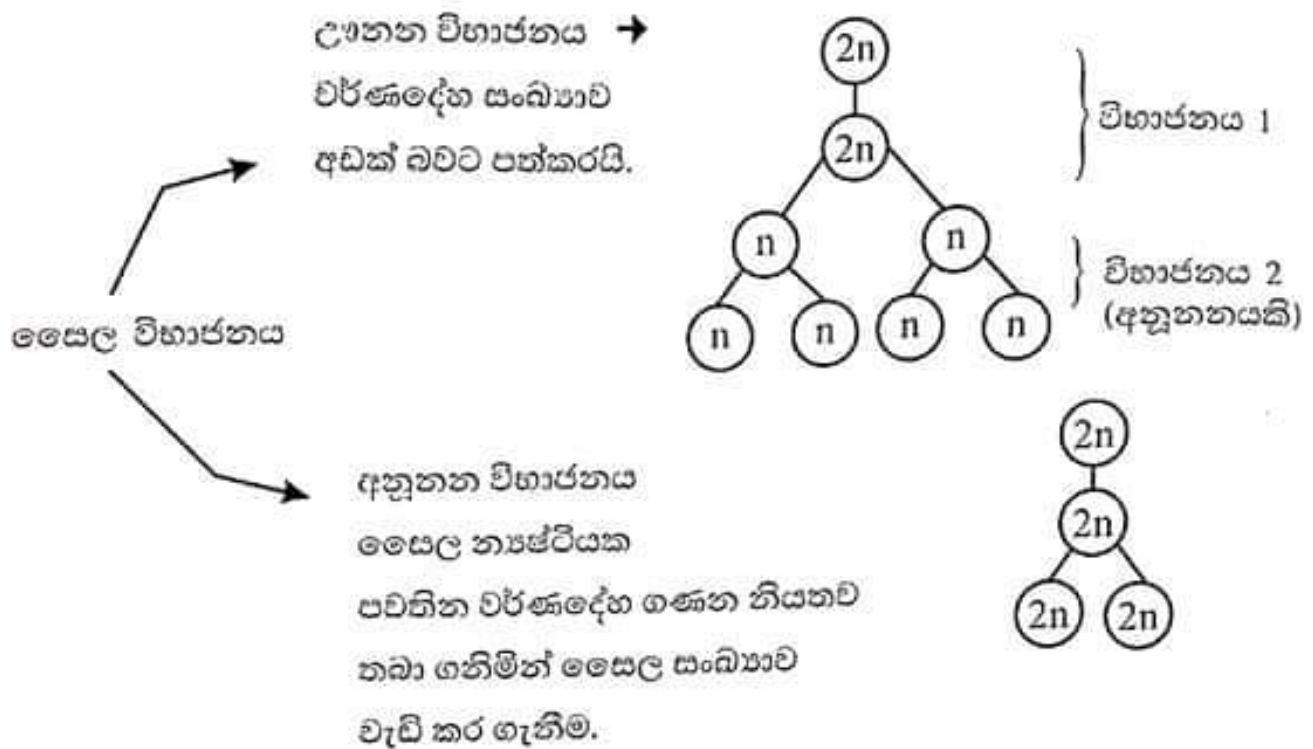 ඌනන විභාජනය →
වර්ණදේහ සංඛ්‍යාව
අඩක් බවට පත්කරයි.
2n
2n
විභාජනය 1
n n
n n n n
විභාජනය 2
(අනූනනයකි)
සෛල විභාජනය
අනූනන විභාජනය
සෛල න්‍යෂ්ටියක
පවතින වර්ණදේහ ගණන නියතව
තබා ගනිමින් සෛල සංඛ්‍යාව
වැඩි කර ගැනීම.
2n
2n
2n 2n